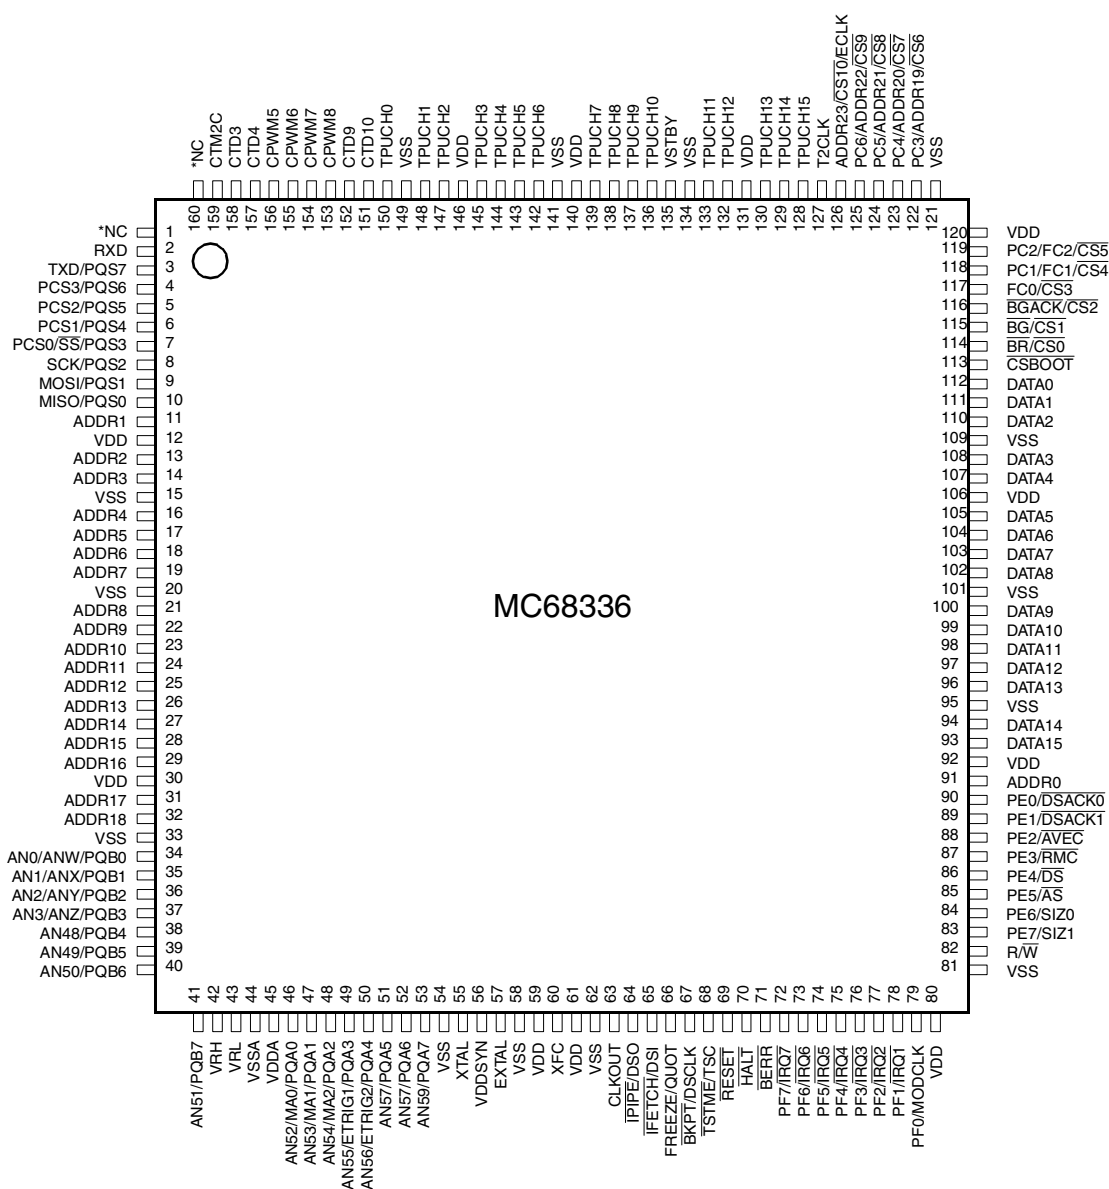 *NC
CTM2C
CTD3
CTD4
CPWM5
CPWM6
CPWM7
CPWM8
CTD9
CTD10
TPUCH0
VSS
TPUCH1
TPUCH2
VDD
TPUCH3
TPUCH4
TPUCH5
TPUCH6
VSS
VDD
TPUCH7
TPUCH8
TPUCH9
TPUCH10
VSTBY
VSS
TPUCH11
TPUCH12
VDD
TPUCH13
TPUCH14
TPUCH15
T2CLK
ADDR23/CS10/ECLK
PC6/ADDR22/CS9
PC5/ADDR21/CS8
PC4/ADDR20/CS7
PC3/ADDR19/CS6
VSS
160 159 158 157 156 155 154 153 152 151 150 149 148 147 146 145 144 143 142 141 140 139 138 137 136 135 134 133 132 131 130 129 128 127 126 125 124 123 122 121
*NC 1
RXD 2
TXD/PQS7 3
PCS3/PQS6 4
PCS2/PQS5 5
PCS1/PQS4 6
PCS0/SS/PQS3 7
SCK/PQS2 8
MOSI/PQS1 9
MISO/PQS0 10
ADDR1 11
VDD 12
ADDR2 13
ADDR3 14
VSS 15
ADDR4 16
ADDR5 17
ADDR6 18
ADDR7 19
VSS 20
ADDR8 21
ADDR9 22
ADDR10 23
ADDR11 24
ADDR12 25
ADDR13 26
ADDR14 27
ADDR15 28
ADDR16 29
VDD 30
ADDR17 31
ADDR18 32
VSS 33
AN0/ANW/PQB0 34
AN1/ANX/PQB1 35
AN2/ANY/PQB2 36
AN3/ANZ/PQB3 37
AN48/PQB4 38
AN49/PQB5 39
AN50/PQB6 40
MC68336
120 VDD
119 PC2/FC2/CS5
118 PC1/FC1/CS4
117 FC0/CS3
116 BGACK/CS2
115 BG/CS1
114 BR/CS0
113 CSBOOT
112 DATA0
111 DATA1
110 DATA2
109 VSS
108 DATA3
107 DATA4
106 VDD
105 DATA5
104 DATA6
103 DATA7
102 DATA8
101 VSS
100 DATA9
99 DATA10
98 DATA11
97 DATA12
96 DATA13
95 VSS
94 DATA14
93 DATA15
92 VDD
91 ADDR0
90 PE0/DSACK0
89 PE1/DSACK1
88 PE2/AVEC
87 PE3/RMC
86 PE4/DS
85 PE5/AS
84 PE6/SIZ0
83 PE7/SIZ1
82 R/W
81 VSS
41 42 43 44 45 46 47 48 49 50 51 52 53 54 55 56 57 58 59 60 61 62 63 64 65 66 67 68 69 70 71 72 73 74 75 76 77 78 79 80
AN51/PQB7
VRH
VRL
VSSA
VDDA
AN52/MA0/PQA0
AN53/MA1/PQA1
AN54/MA2/PQA2
AN55/ETRIG1/PQA3
AN56/ETRIG2/PQA4
AN57/PQA5
AN57/PQA6
AN59/PQA7
VSS
XTAL
VDDSYN
EXTAL
VSS
VDD
XFC
VDD
VSS
CLKOUT
IPIPE/DSO
IFETCH/DSI
FREEZE/QUOT
BKPT/DSCLK
TSTME/TSC
RESET
HALT
BERR
PF7/IRQ7
PF6/IRQ6
PF5/IRQ5
PF4/IRQ4
PF3/IRQ3
PF2/IRQ2
PF1/IRQ1
PF0/MODCLK
VDD